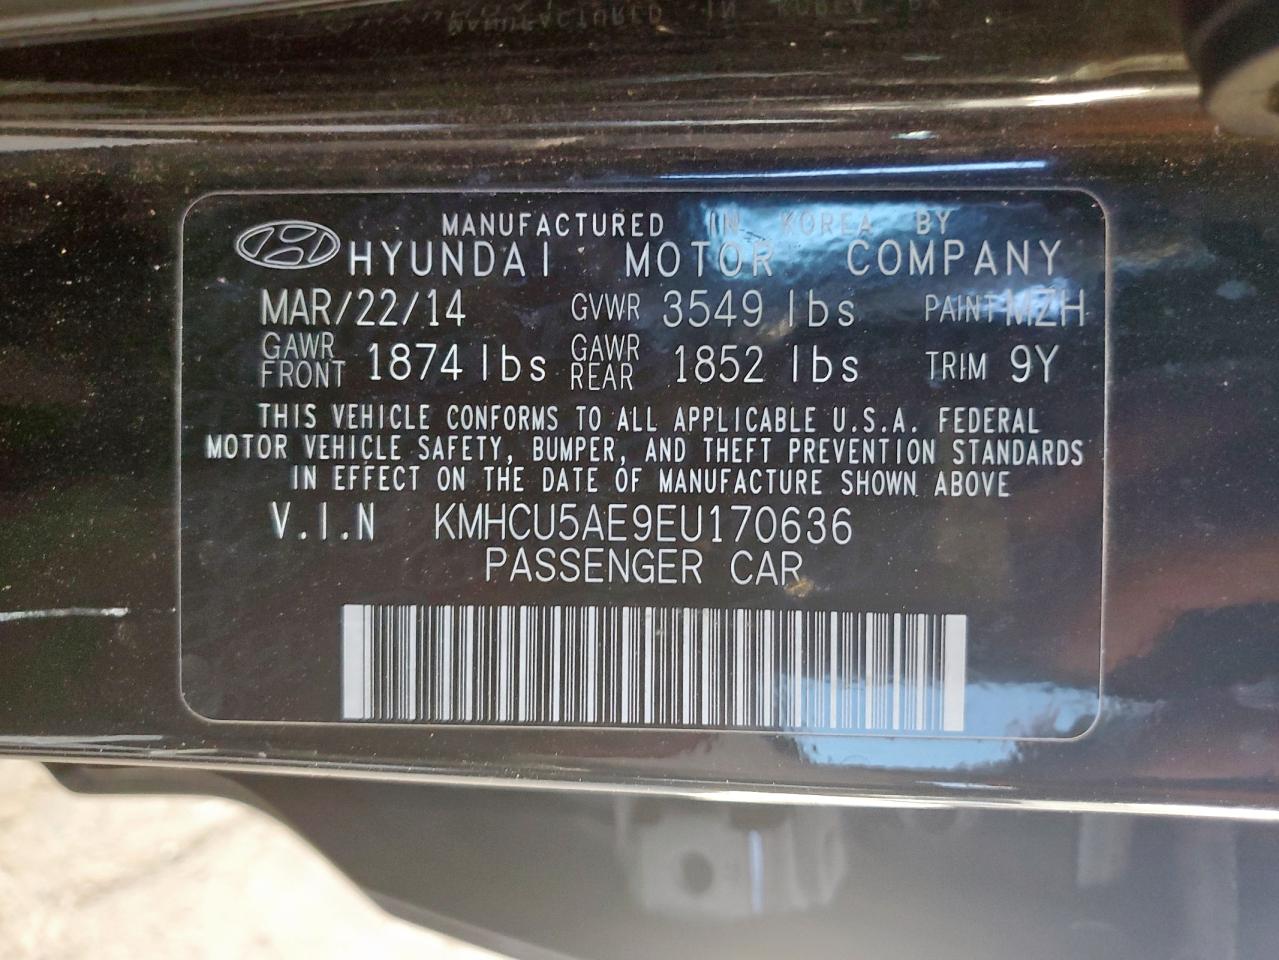 MANUFACTURED IN KOREA BY
HYUNDAI MOTOR COMPANY
MAR/22/14 GVWR 3549 lbs PAINT MZH
GAWR FRONT 1874 lbs GAWR REAR 1852 lbs TRIM 9Y
THIS VEHICLE CONFORMS TO ALL APPLICABLE U.S.A. FEDERAL
MOTOR VEHICLE SAFETY, BUMPER, AND THEFT PREVENTION STANDARDS
IN EFFECT ON THE DATE OF MANUFACTURE SHOWN ABOVE
V.I.N KMHCU5AE9EU170636
PASSENGER CAR